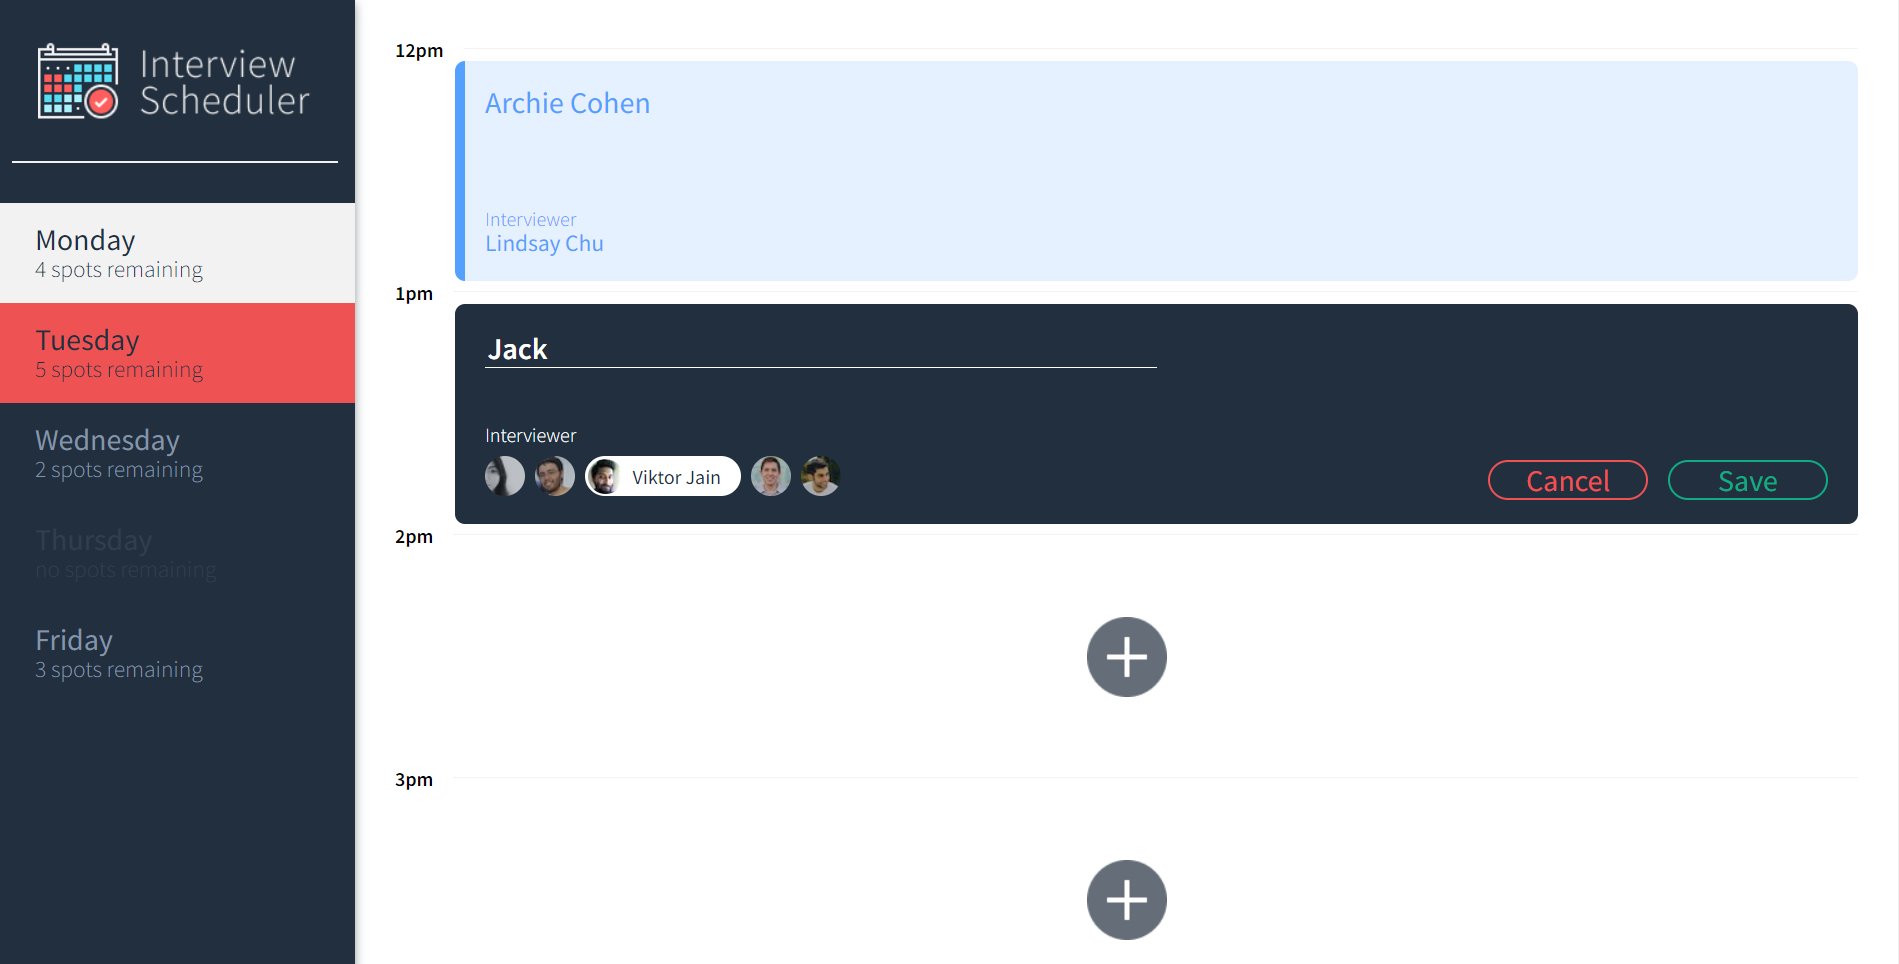 Interview
Scheduler
Monday
4 spots remaining
Tuesday
5 spots remaining
Wednesday
2 spots remaining
Thursday
no spots remaining
Friday
3 spots remaining
12pm
Archie Cohen
Interviewer
Lindsay Chu
1pm
Jack
Interviewer
Viktor Jain
Cancel
Save
2pm
3pm